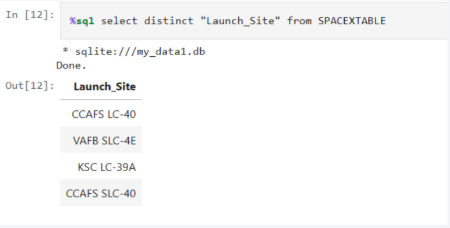 In [12]: %sql select distinct "Launch_Site" from SPACEXTABLE
* sqlite:///my_data1.db
Done.
Out[12]: Launch_Site
CCAFS LC-40
VAFB SLC-4E
KSC LC-39A
CCAFS SLC-40